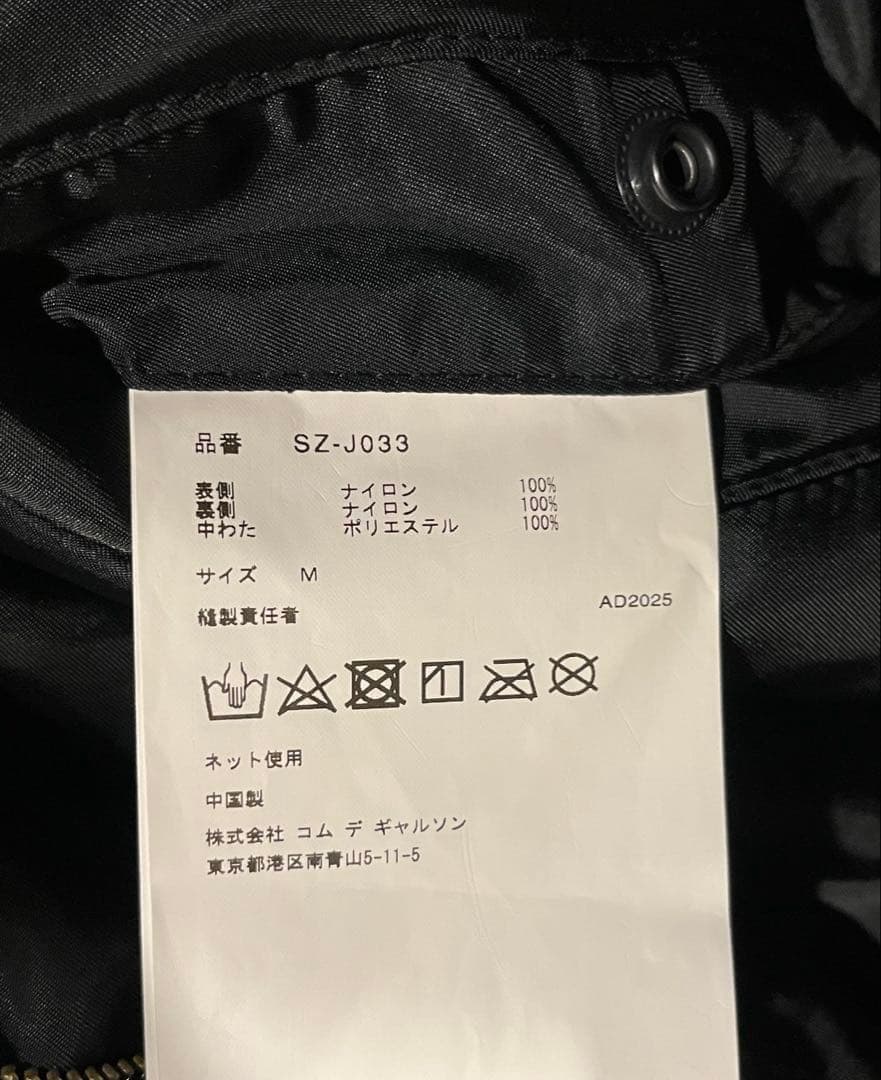 品番 SZ-J033
表側 ナイロン 100%
裏側 ナイロン 100%
中わた ポリエステル 100%
サイズ M
AD2025
縫製責任者
ネット使用
中国製
株式会社 コム デ ギャルソン
東京都港区南青山5-11-5